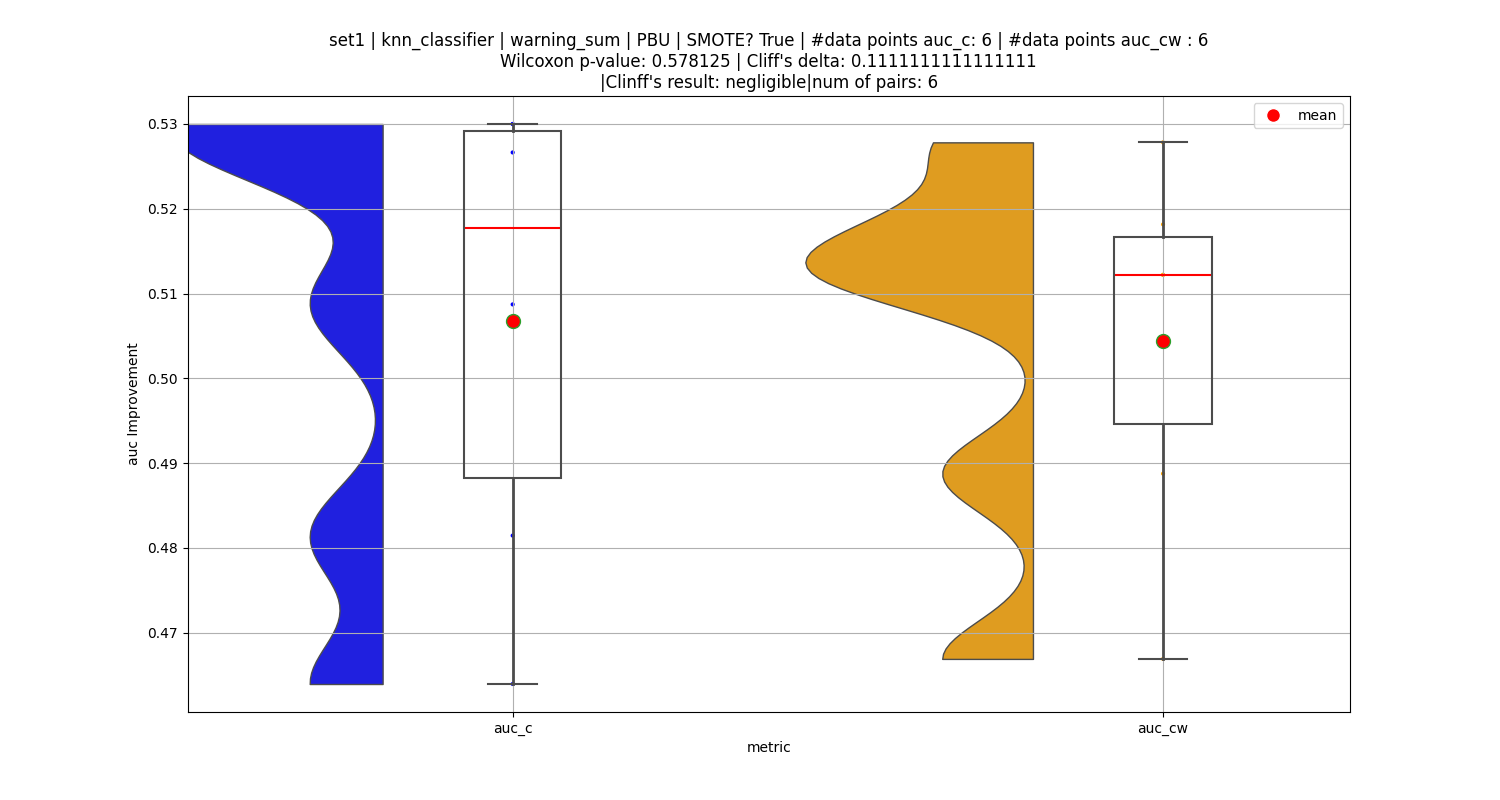 set1 | knn_classifier | warning_sum | PBU | SMOTE? True | #data points auc_c: 6 | #data points auc_cw : 6
Wilcoxon p-value: 0.578125 | Cliff's delta: 0.1111111111111111
|Clinff's result: negligible|num of pairs: 6
mean
0.53
0.52
0.51
0.50
0.49
0.48
0.47
auc Improvement
auc_c
auc_cw
metric